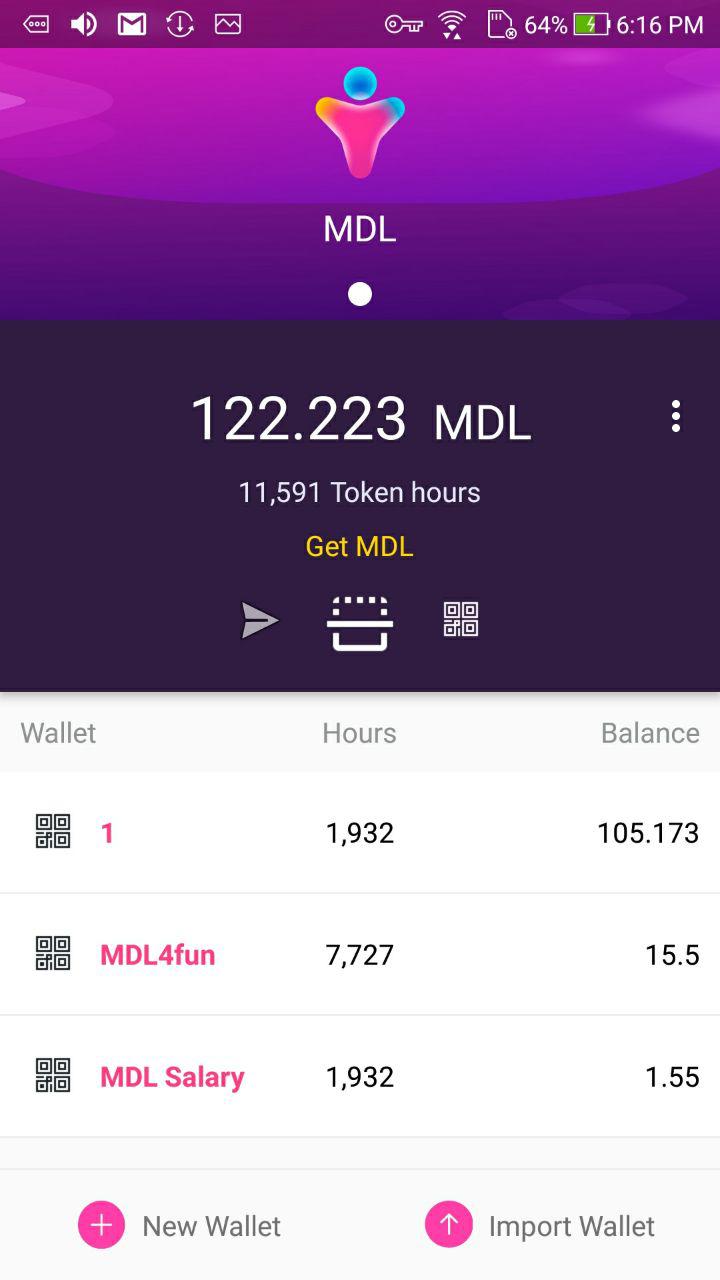 64% 6:16 PM
MDL
122.223 MDL
11,591 Token hours
Get MDL
Wallet Hours Balance
1 1,932 105.173
MDL4fun 7,727 15.5
MDL Salary 1,932 1.55
New Wallet Import Wallet